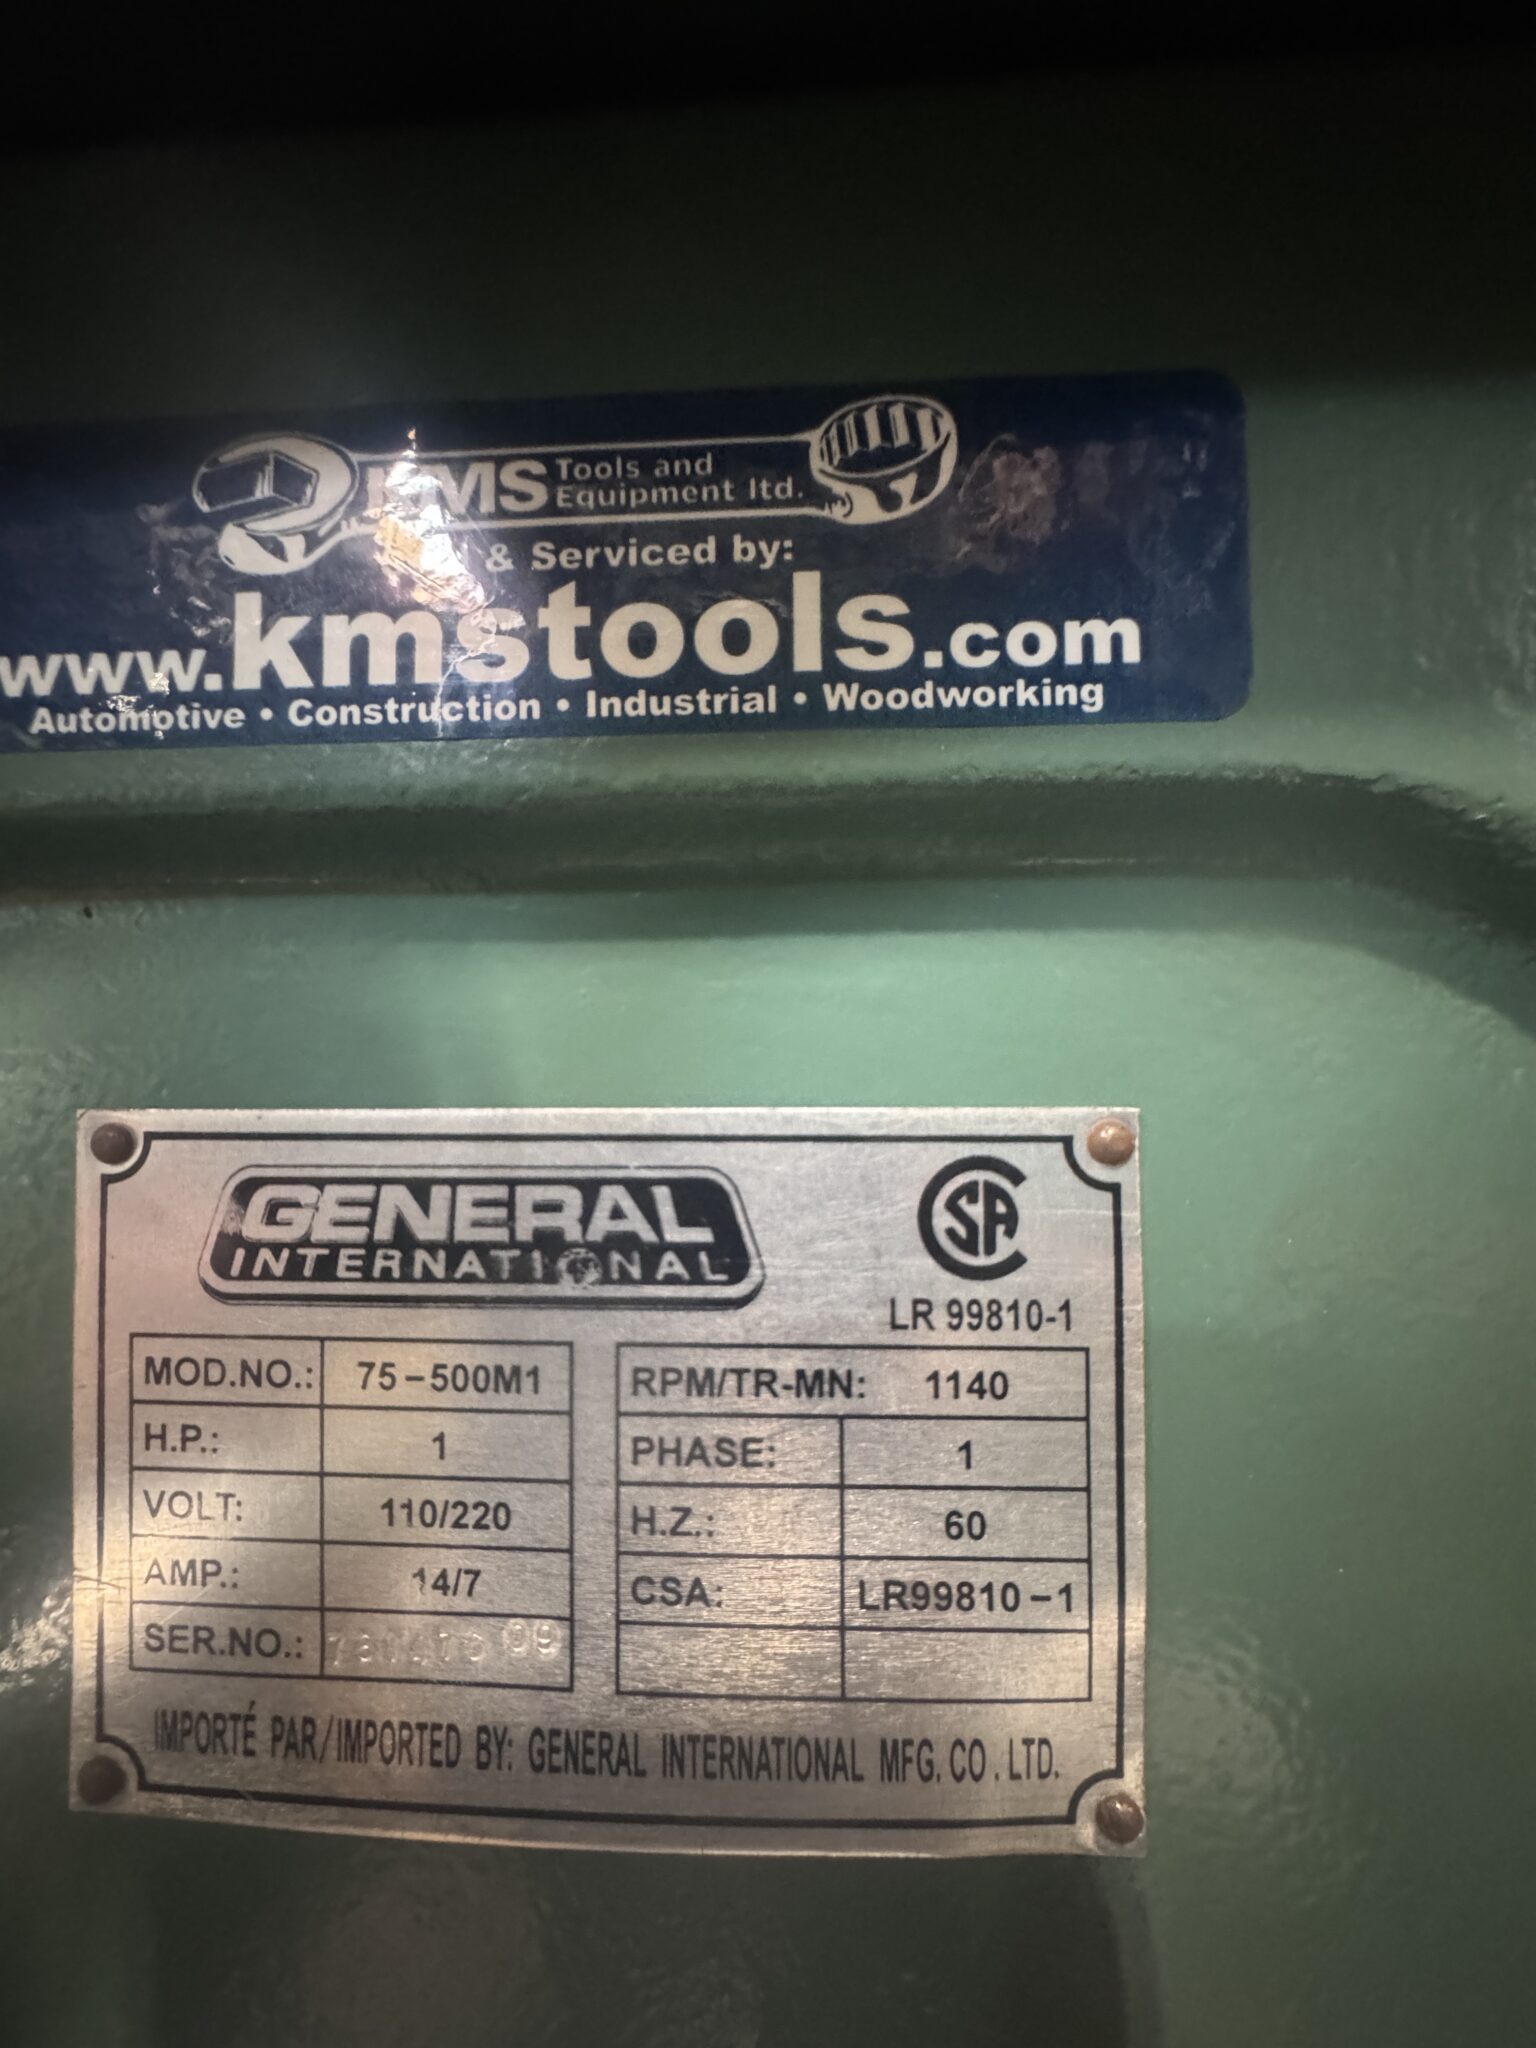 KMS Tools and
Equipment ltd.
& Serviced by:
www.kmstools.com
Automotive • Construction • Industrial • Woodworking
GENERAL
INTERNATIONAL
CSA
LR 99810-1
MOD.NO.: 75-500M1
H.P.: 1
VOLT: 110/220
AMP.: 14/7
SER.NO.:
RPM/TR-MN: 1140
PHASE: 1
H.Z.: 60
CSA: LR99810-1
IMPORTÉ PAR/IMPORTED BY: GENERAL INTERNATIONAL MFG. CO. LTD.